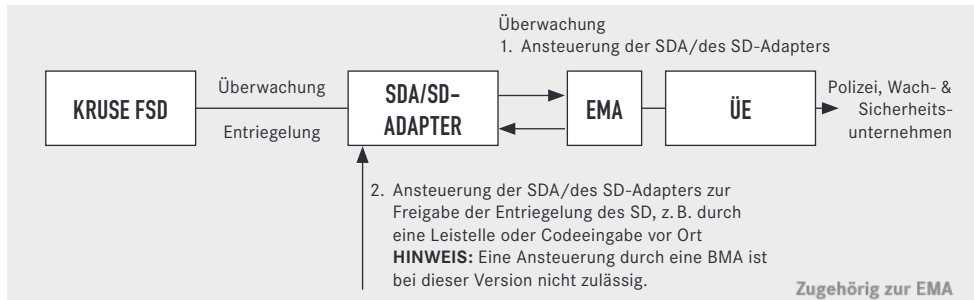 Überwachung
1. Ansteuerung der SDA/des SD-Adapters
KRUSE FSD
Überwachung
Entriegelung
SDA/SD-
ADAPTER
EMA
ÜE
Polizei, Wach- &
Sicherheits-
unternehmen
2. Ansteuerung der SDA/des SD-Adapters zur
Freigabe der Entriegelung des SD, z. B. durch
eine Leistelle oder Codeeingabe vor Ort
HINWEIS: Eine Ansteuerung durch eine BMA ist
bei dieser Version nicht zulässig.
Zugehörig zur EMA